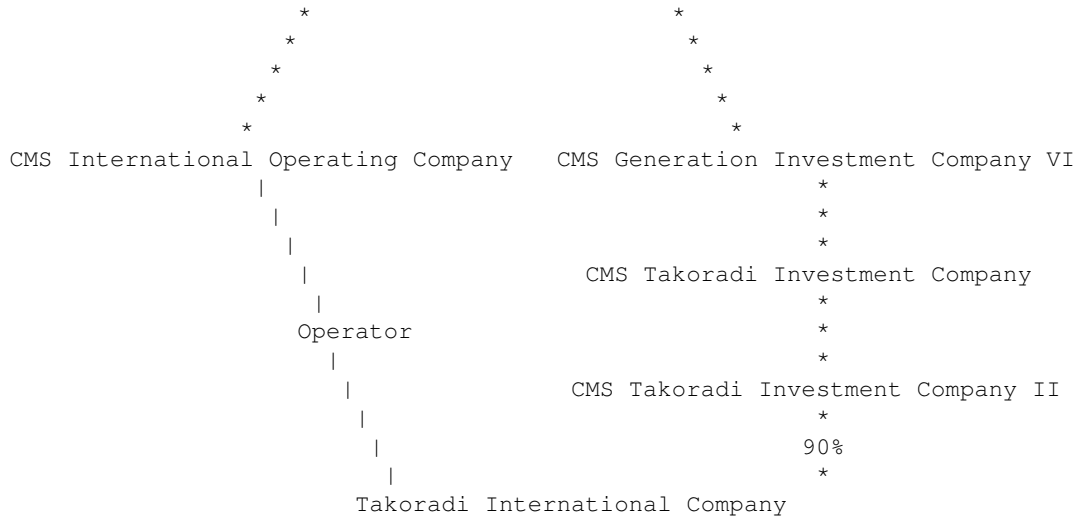 *                          *
*                            *
*                              *
*                                *
*                                  *
CMS International Operating Company   CMS Generation Investment Company VI
|                                       *
|                                      *
|                                     *
|                   CMS Takoradi Investment Company
|                                   *
Operator                             *
|                                  *
|               CMS Takoradi Investment Company II
|                                *
|                              90%
|                              *
Takoradi International Company